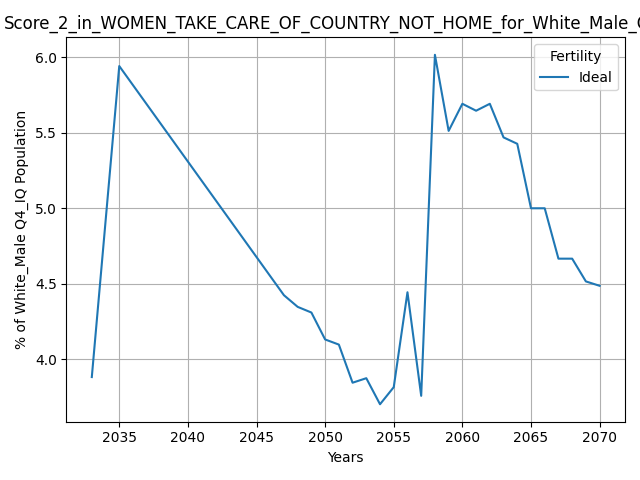 Score_2_in_WOMEN_TAKE_CARE_OF_COUNTRY_NOT_HOME_for_White_Male_
Fertility
Ideal
6.0
5.5
5.0
4.5
4.0
% of White_Male Q4_IQ Population
2035 2040 2045 2050 2055 2060 2065 2070
Years